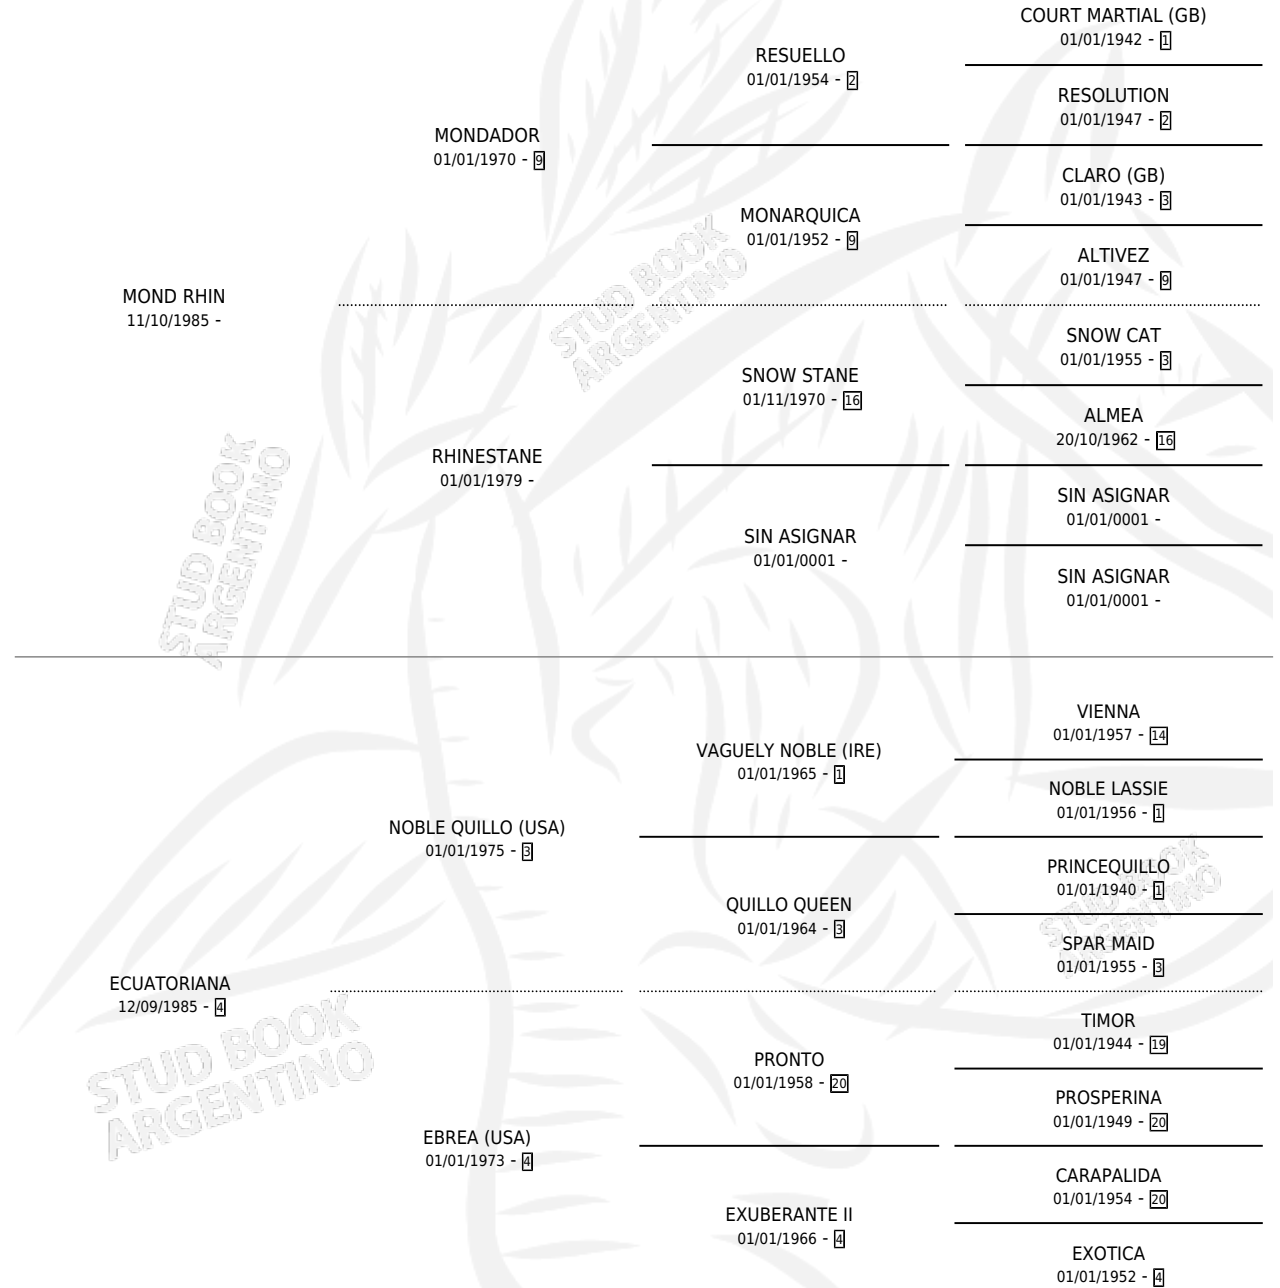 COURT MARTIAL (GB)
01/01/1942 - 1
RESUELLO
01/01/1954 - 2
RESOLUTION
01/01/1947 - 2
MONDADOR
01/01/1970 - 9
CLARO (GB)
01/01/1943 - 3
MONARQUICA
01/01/1952 - 9
ALTIVEZ
01/01/1947 - 9
MOND RHIN
11/10/1985 -
SNOW CAT
01/01/1955 - 3
SNOW STANE
01/11/1970 - 16
ALMEA
20/10/1962 - 16
RHINESTANE
01/01/1979 -
SIN ASIGNAR
01/01/0001 -
SIN ASIGNAR
01/01/0001 -
SIN ASIGNAR
01/01/0001 -
STUD BOOK
ARGENTINO
STUD BOOK
ARGENTINO
VIENNA
01/01/1957 - 14
VAGUELY NOBLE (IRE)
01/01/1965 - 1
NOBLE LASSIE
01/01/1956 - 1
NOBLE QUILLO (USA)
01/01/1975 - 3
PRINCEQUILLO
01/01/1940 - 1
QUILLO QUEEN
01/01/1964 - 3
SPAR MAID
01/01/1955 - 3
ECUATORIANA
12/09/1985 - 4
TIMOR
01/01/1944 - 19
PRONTO
01/01/1958 - 20
PROSPERINA
01/01/1949 - 20
EBREA (USA)
01/01/1973 - 4
CARAPALIDA
01/01/1954 - 20
EXUBERANTE II
01/01/1966 - 4
EXOTICA
01/01/1952 - 4
STUD BOOK
ARGENTINO
STUD BOOK
ARGENTINO